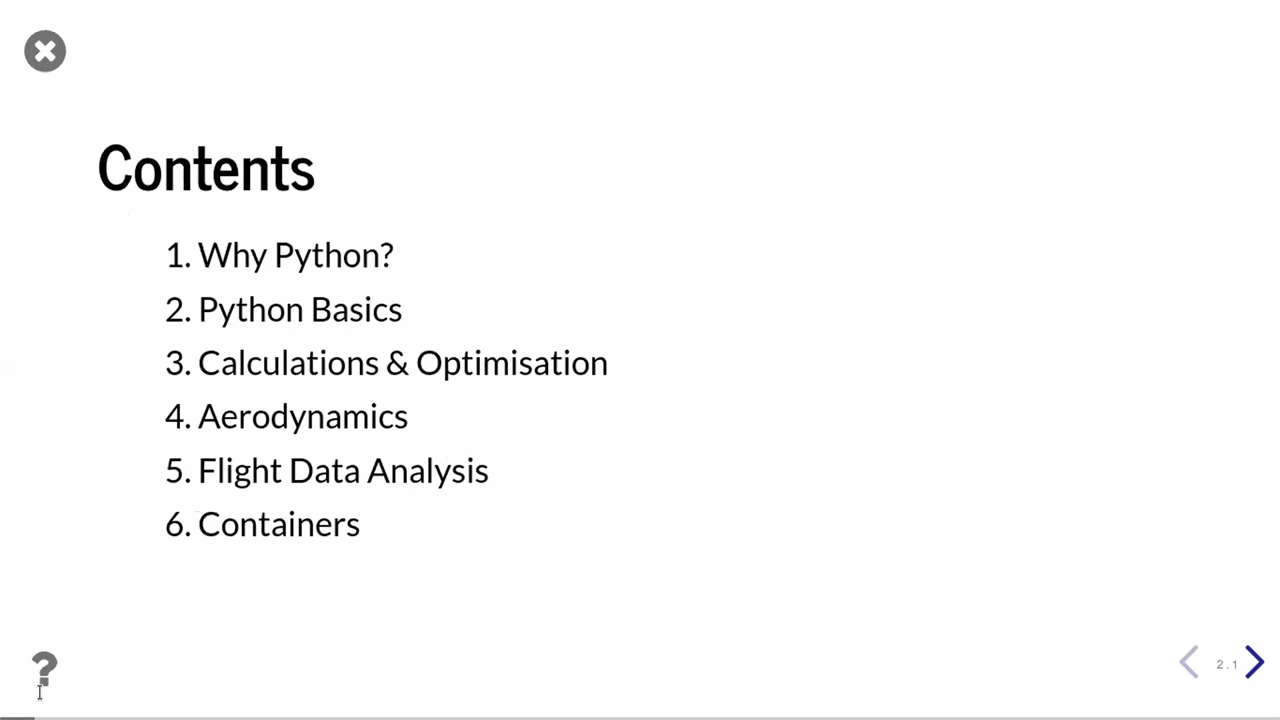 Contents
1. Why Python?
2. Python Basics
3. Calculations & Optimisation
4. Aerodynamics
5. Flight Data Analysis
6. Containers
?
2.1